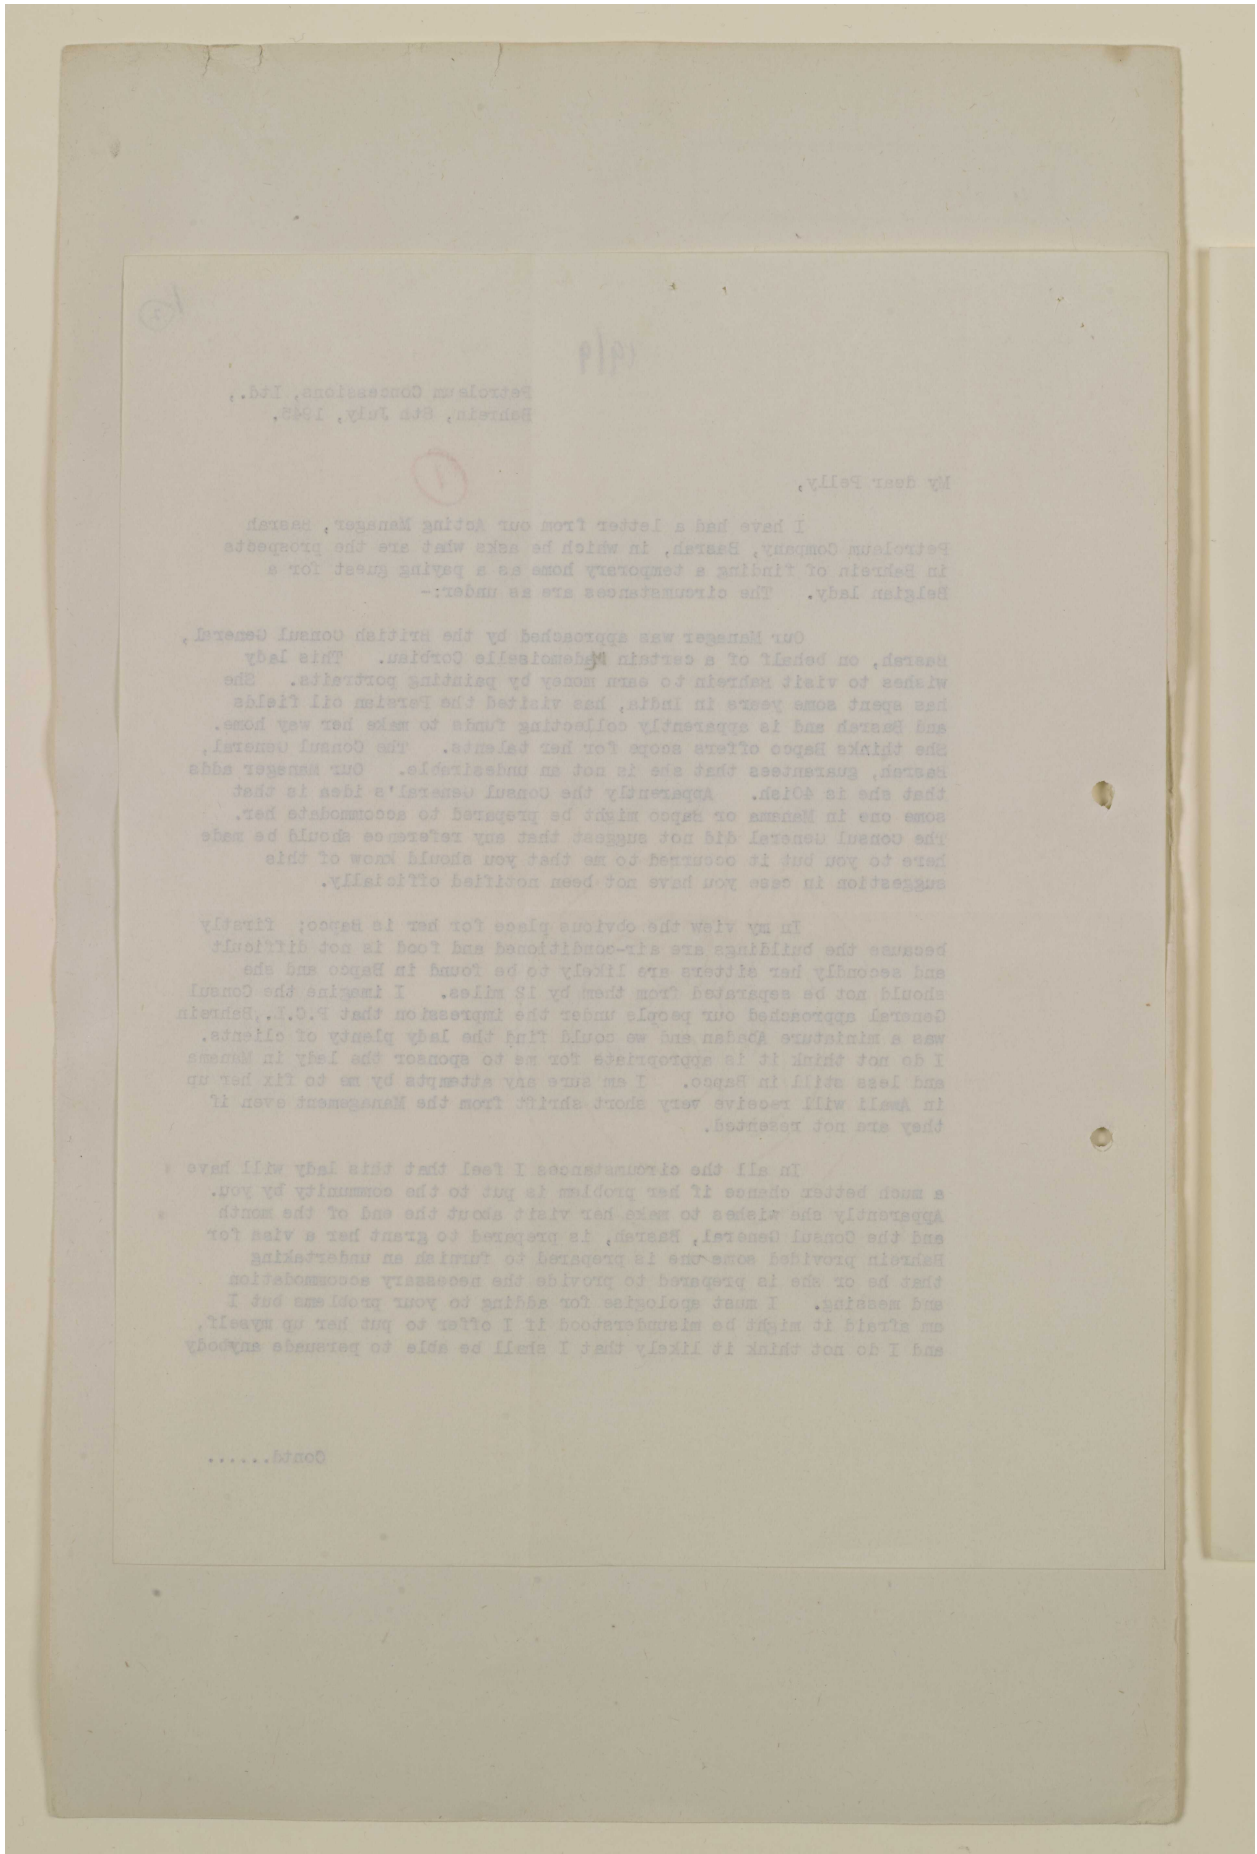 19/9
Petroleum Concessions, Ltd.,
Bahrein, 8th July, 1945.
1
My dear Pelly,
I have had a letter from our Acting Manager, Basrah
Petroleum Company, Basrah, in which he asks what are the prospects
in Bahrein of finding a temporary home as a paying guest for a
Belgian lady. The circumstances are as under:-
Our Manager was approached by the British Consul General,
Basrah, on behalf of a certain Mademoiselle Corbiau. This lady
wishes to visit Bahrein to earn money by painting portraits. She
has spent some years in India, has visited the Persian oil fields
and Basrah and is apparently collecting funds to make her way home.
She thinks Bapco offers scope for her talents. The Consul General,
Basrah, guarantees that she is not an undesirable. Our Manager adds
that she is 40ish. Apparently the Consul General's idea is that
some one in Manama or Bapco might be prepared to accommodate her.
The Consul General did not suggest that any reference should be made
here to you but it occurred to me that you should know of this
suggestion in case you have not been notified officially.
In my view the obvious place for her is Bapco; firstly
because the buildings are air-conditioned and food is not difficult
and secondly her sitters are likely to be found in Bapco and she
should not be separated from them by 12 miles. I imagine the Consul
General approached our people under the impression that P.C.L., Bahrein
was a miniature Abadan and we could find the lady plenty of clients.
I do not think it is appropriate for me to sponsor the lady in Manama
and less still in Bapco. I am sure any attempts by me to fix her up
in Awali will receive very short shrift from the Management even if
they are not resented.
In all the circumstances I feel that this lady will have
a much better chance if her problem is put to the community by you.
Apparently she wishes to make her visit about the end of the month
and the Consul General, Basrah, is prepared to grant her a visa for
Bahrein provided some one is prepared to furnish an undertaking
that he or she is prepared to provide the necessary accommodation
and messing. I must apologise for adding to your problems but I
am afraid it might be misunderstood if I offer to put her up myself,
and I do not think it likely that I shall be able to persuade anybody
Contd......